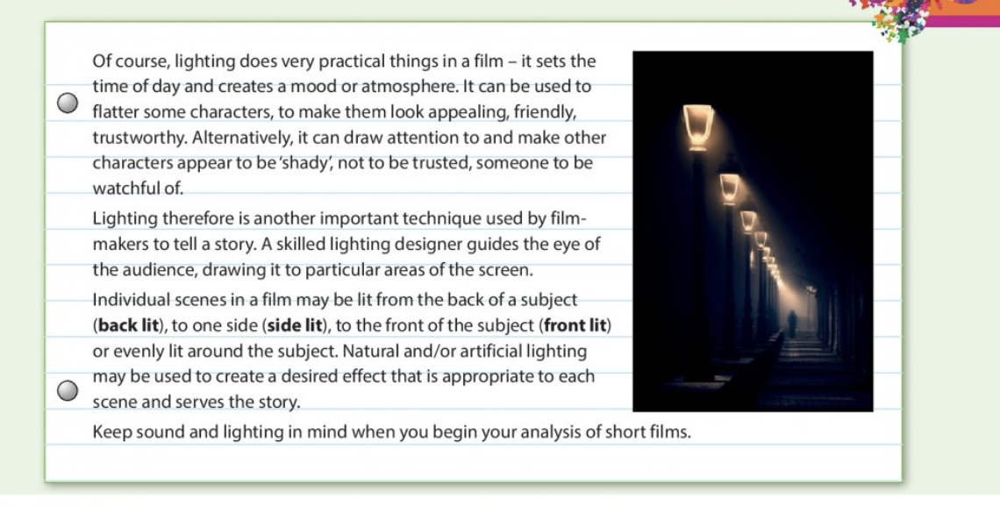 Of course, lighting does very practical things in a film – it sets the
time of day and creates a mood or atmosphere. It can be used to
flatter some characters, to make them look appealing, friendly,
trustworthy. Alternatively, it can draw attention to and make other
characters appear to be ‘shady’, not to be trusted, someone to be
watchful of.
Lighting therefore is another important technique used by film-
makers to tell a story. A skilled lighting designer guides the eye of
the audience, drawing it to particular areas of the screen.
Individual scenes in a film may be lit from the back of a subject
(back lit), to one side (side lit), to the front of the subject (front lit)
or evenly lit around the subject. Natural and/or artificial lighting
may be used to create a desired effect that is appropriate to each
scene and serves the story.
Keep sound and lighting in mind when you begin your analysis of short films.